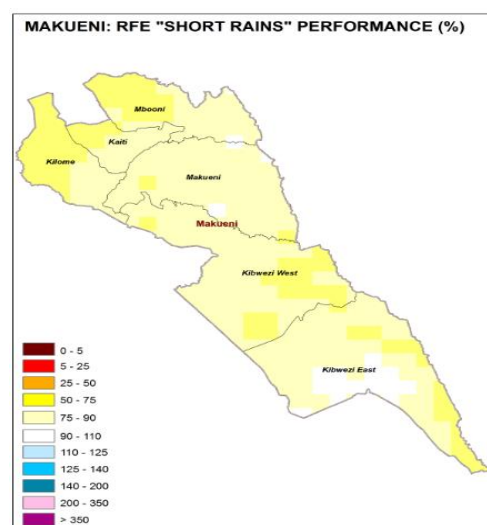 MAKUENI: RFE "SHORT RAINS" PERFORMANCE (%)
Mbooni
Kaiti
Kilome
Makueni
Makueni
Kibwezi West
Kibwezi East
0 - 5
5 - 25
25 - 50
50 - 75
75 - 90
90 - 110
110 - 125
125 - 140
140 - 200
200 - 350
> 350